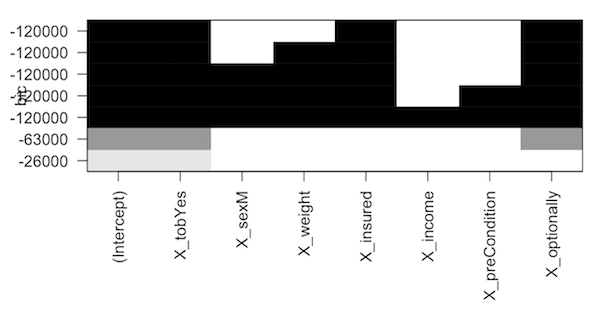 -120000
-120000
-120000
-120000
-120000
-63000
-26000
bic
(Intercept)
X_tobYes
X_sexM
X_weight
X_insured
X_income
X_preCondition
X_optionally